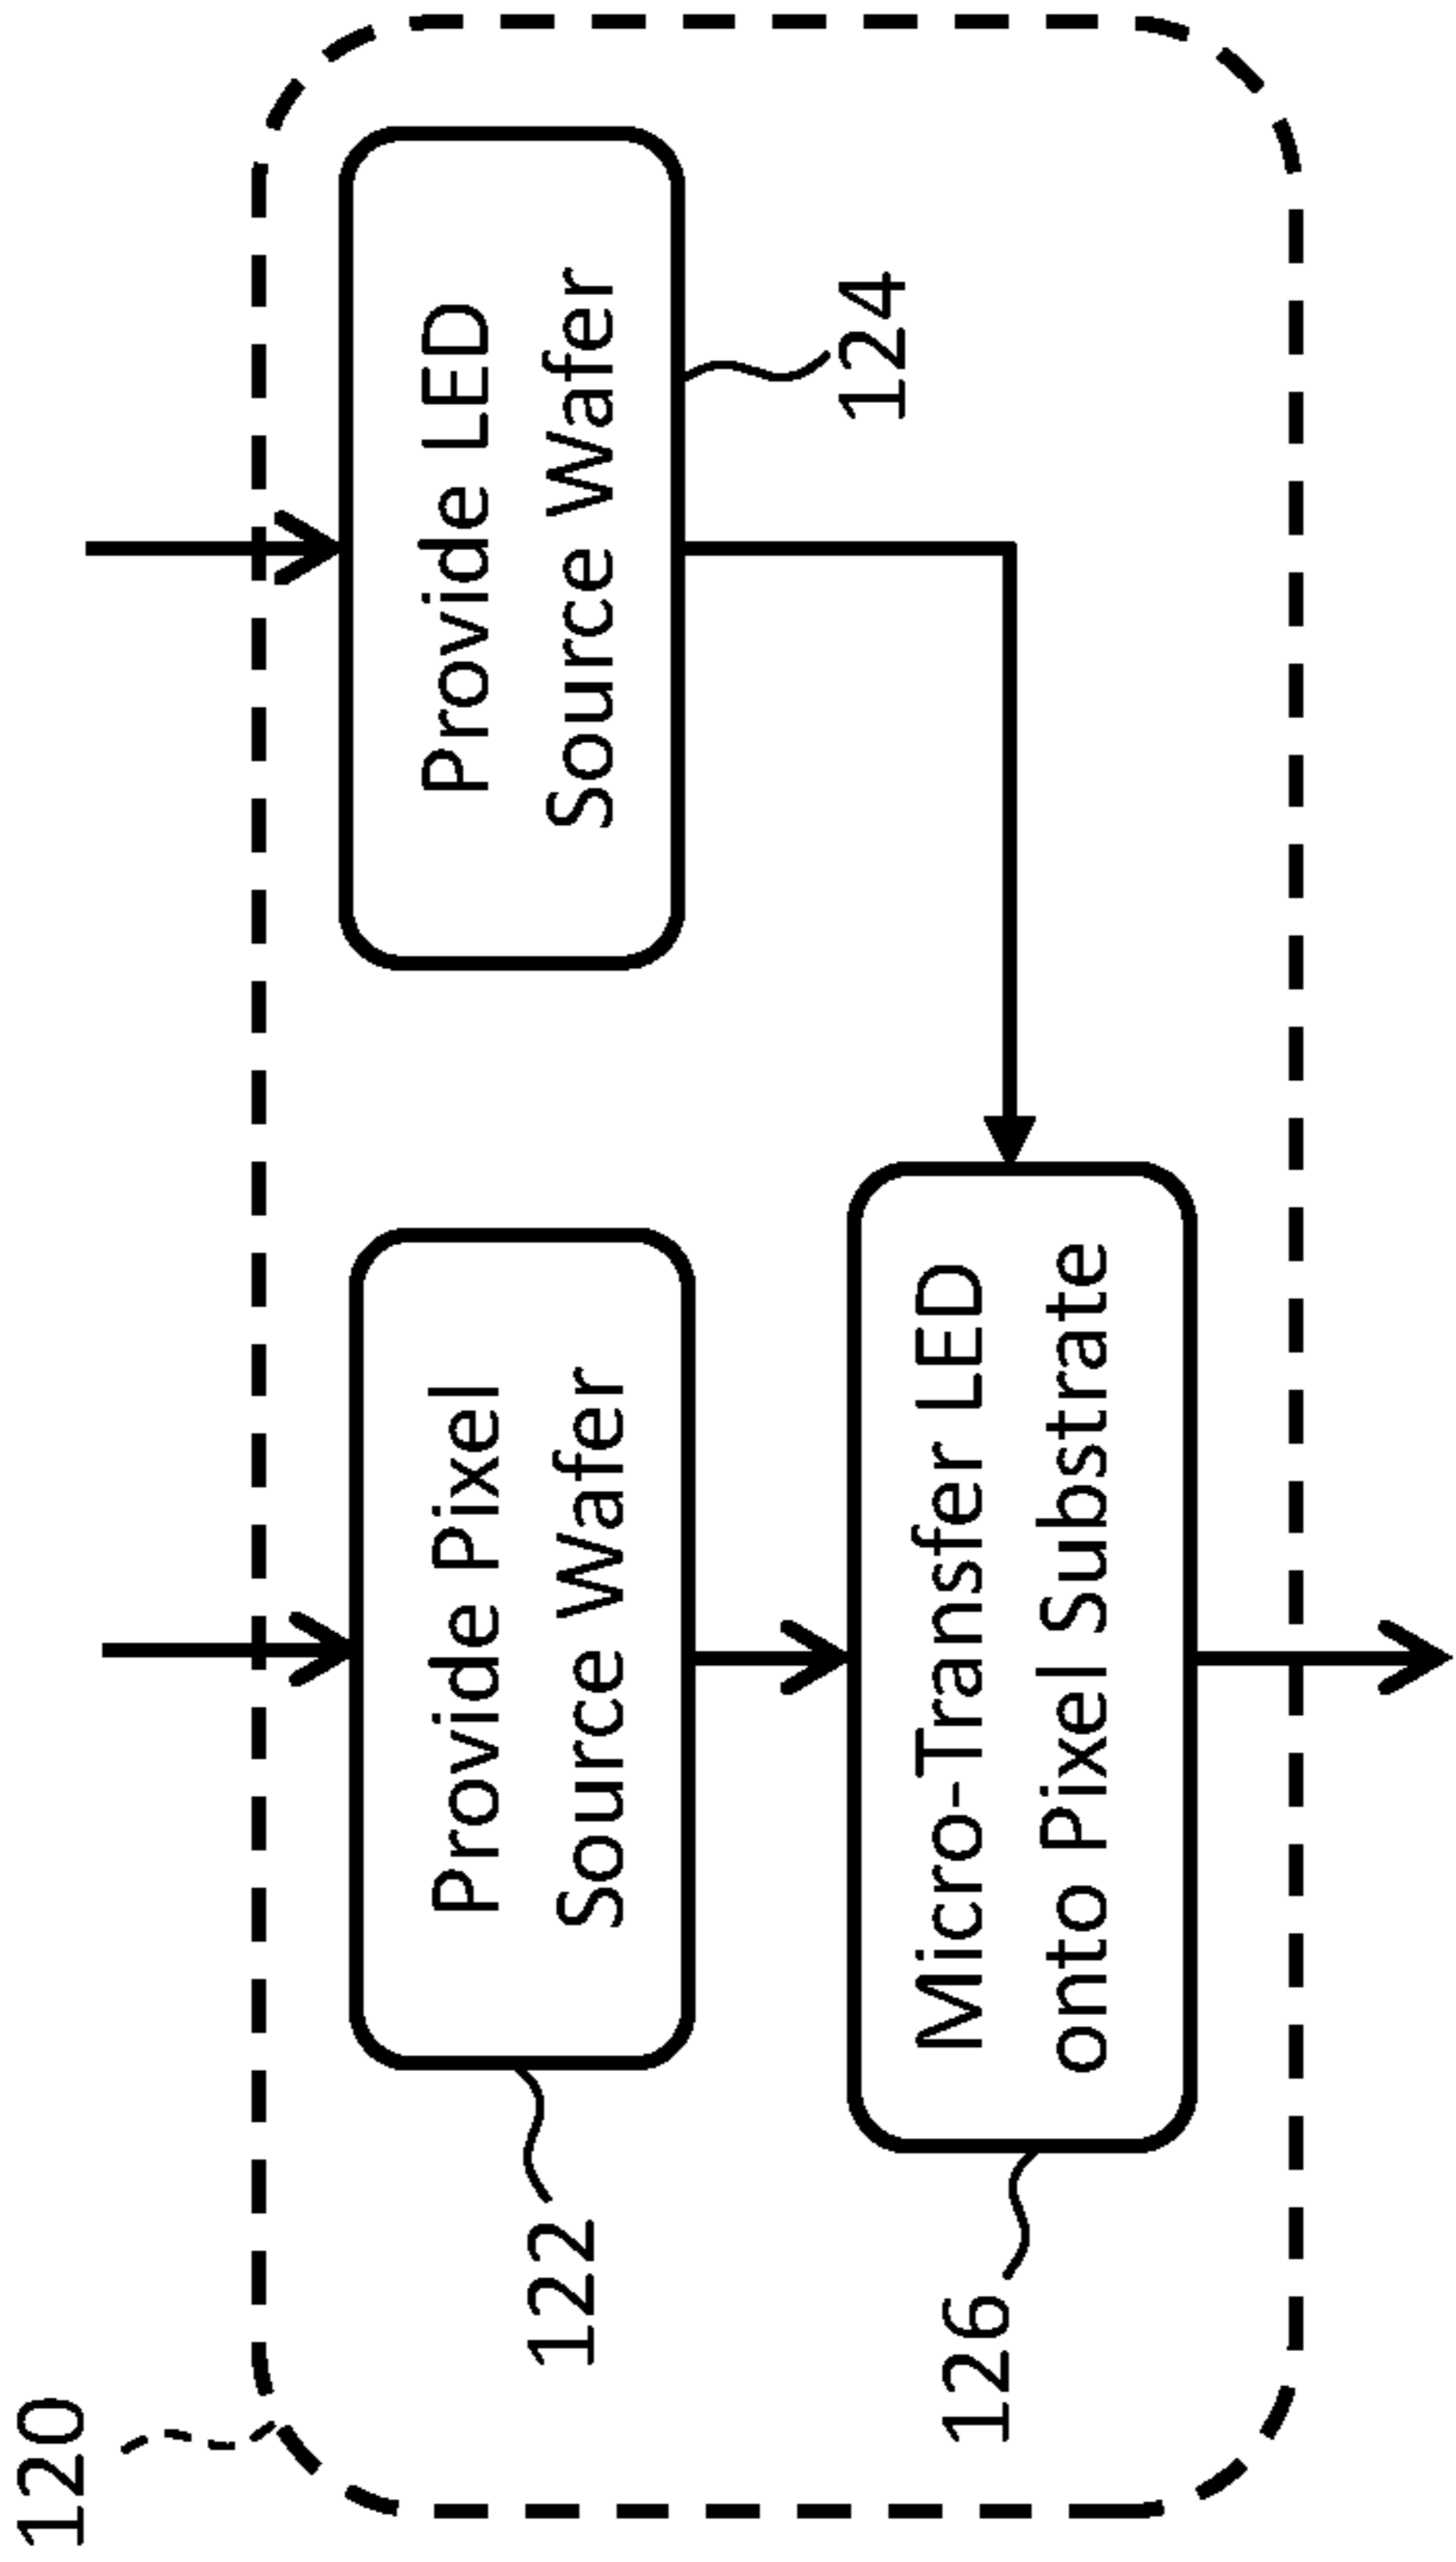 120
Provide Pixel
Source Wafer
122
Provide LED
Source Wafer
124
Micro-Transfer LED
onto Pixel Substrate
126